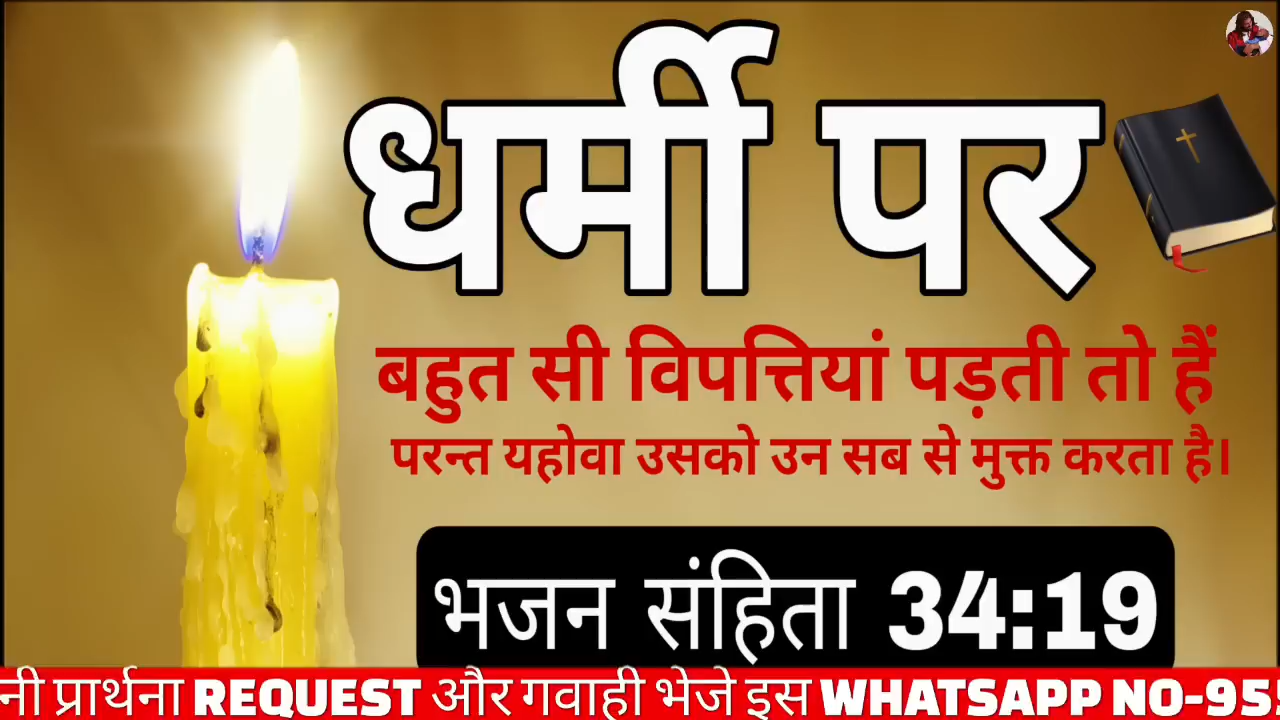 धर्मी पर
बहुत सी विपत्तियां पड़ती तो हैं
परन्त यहोवा उसको उन सब से मुक्त करता है।
भजन संहिता 34:19
नी प्रार्थना REQUEST और गवाही भेजे इस WHATSAPP NO-95